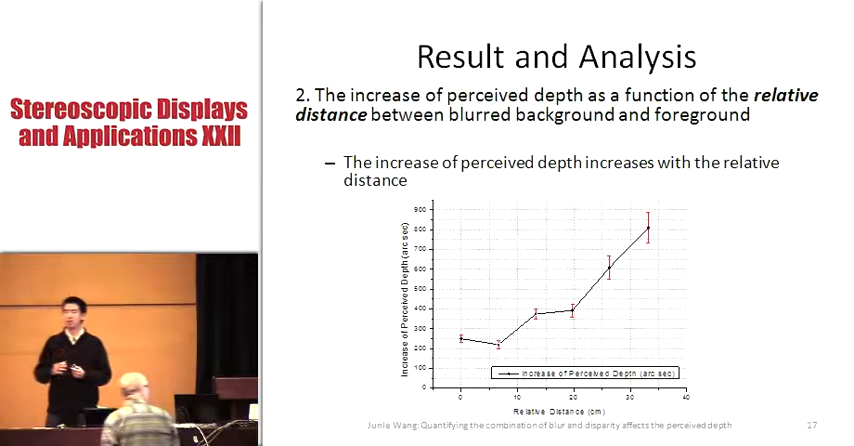 Stereoscopic Displays
and Applications XXII
Result and Analysis
2. The increase of perceived depth as a function of the relative
distance between blurred background and foreground
– The increase of perceived depth increases with the relative
distance
Increase of Perceived Depth (arc sec)
900
800
700
600
500
400
300
200
100
0
Increase of Perceived Depth (arc sec)
0
10
20
30
40
Relative Distance (cm)
Junle Wang: Quantifying the combination of blur and disparity affects the perceived depth
17